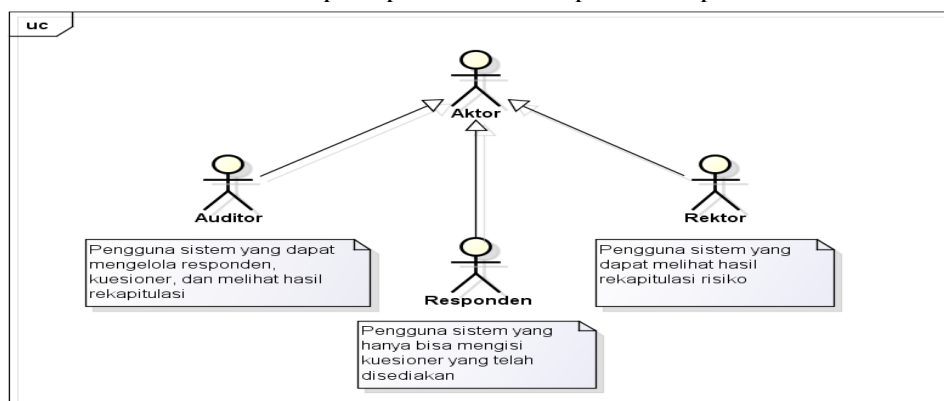 uc
Aktor
Auditor
Rektor
Pengguna sistem yang dapat
mengelola responden,
kuesioner, dan melihat hasil
rekapitulasi
Pengguna sistem yang
dapat melihat hasil
rekapitulasi risiko
Responden
Pengguna sistem yang
hanya bisa mengisi
kuesioner yang telah
disediakan